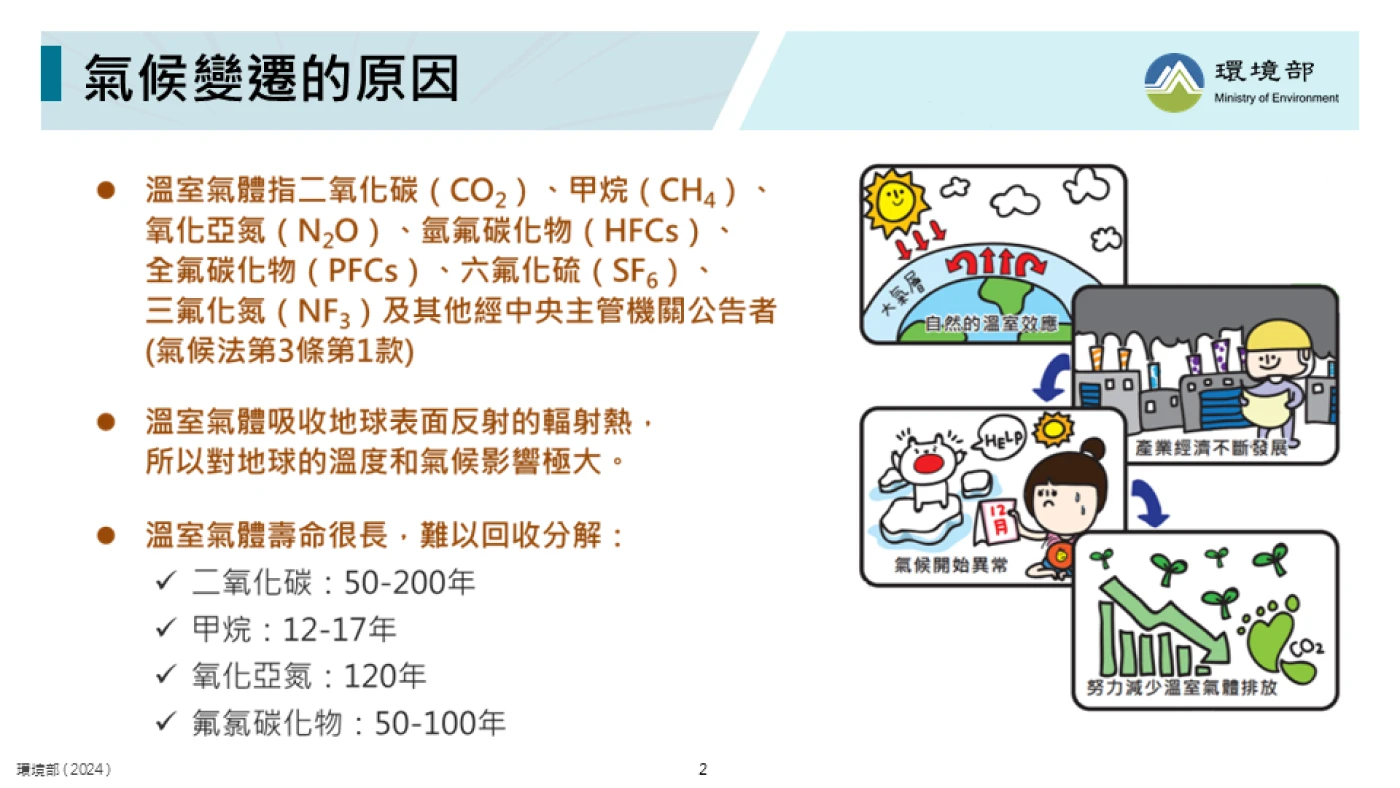 氣候變遷的原因
環境部
Ministry of Environment
● 溫室氣體指二氧化碳（CO₂）、甲烷（CH₄）、
氧化亞氮（N₂O）、氫氟碳化物（HFCs）、
全氟碳化物（PFCs）、六氟化硫（SF₆）、
三氟化氮（NF₃）及其他經中央主管機關公告者
(氣候法第3條第1款)
● 溫室氣體吸收地球表面反射的輻射熱，
所以對地球的溫度和氣候影響極大。
● 溫室氣體壽命很長，難以回收分解：
✓ 二氧化碳：50-200年
✓ 甲烷：12-17年
✓ 氧化亞氮：120年
✓ 氟氯碳化物：50-100年
大氣層
自然的溫室效應
產業經濟不斷發展
HELP
12月
氣候開始異常
CO₂
努力減少溫室氣體排放
環境部（2024）
2